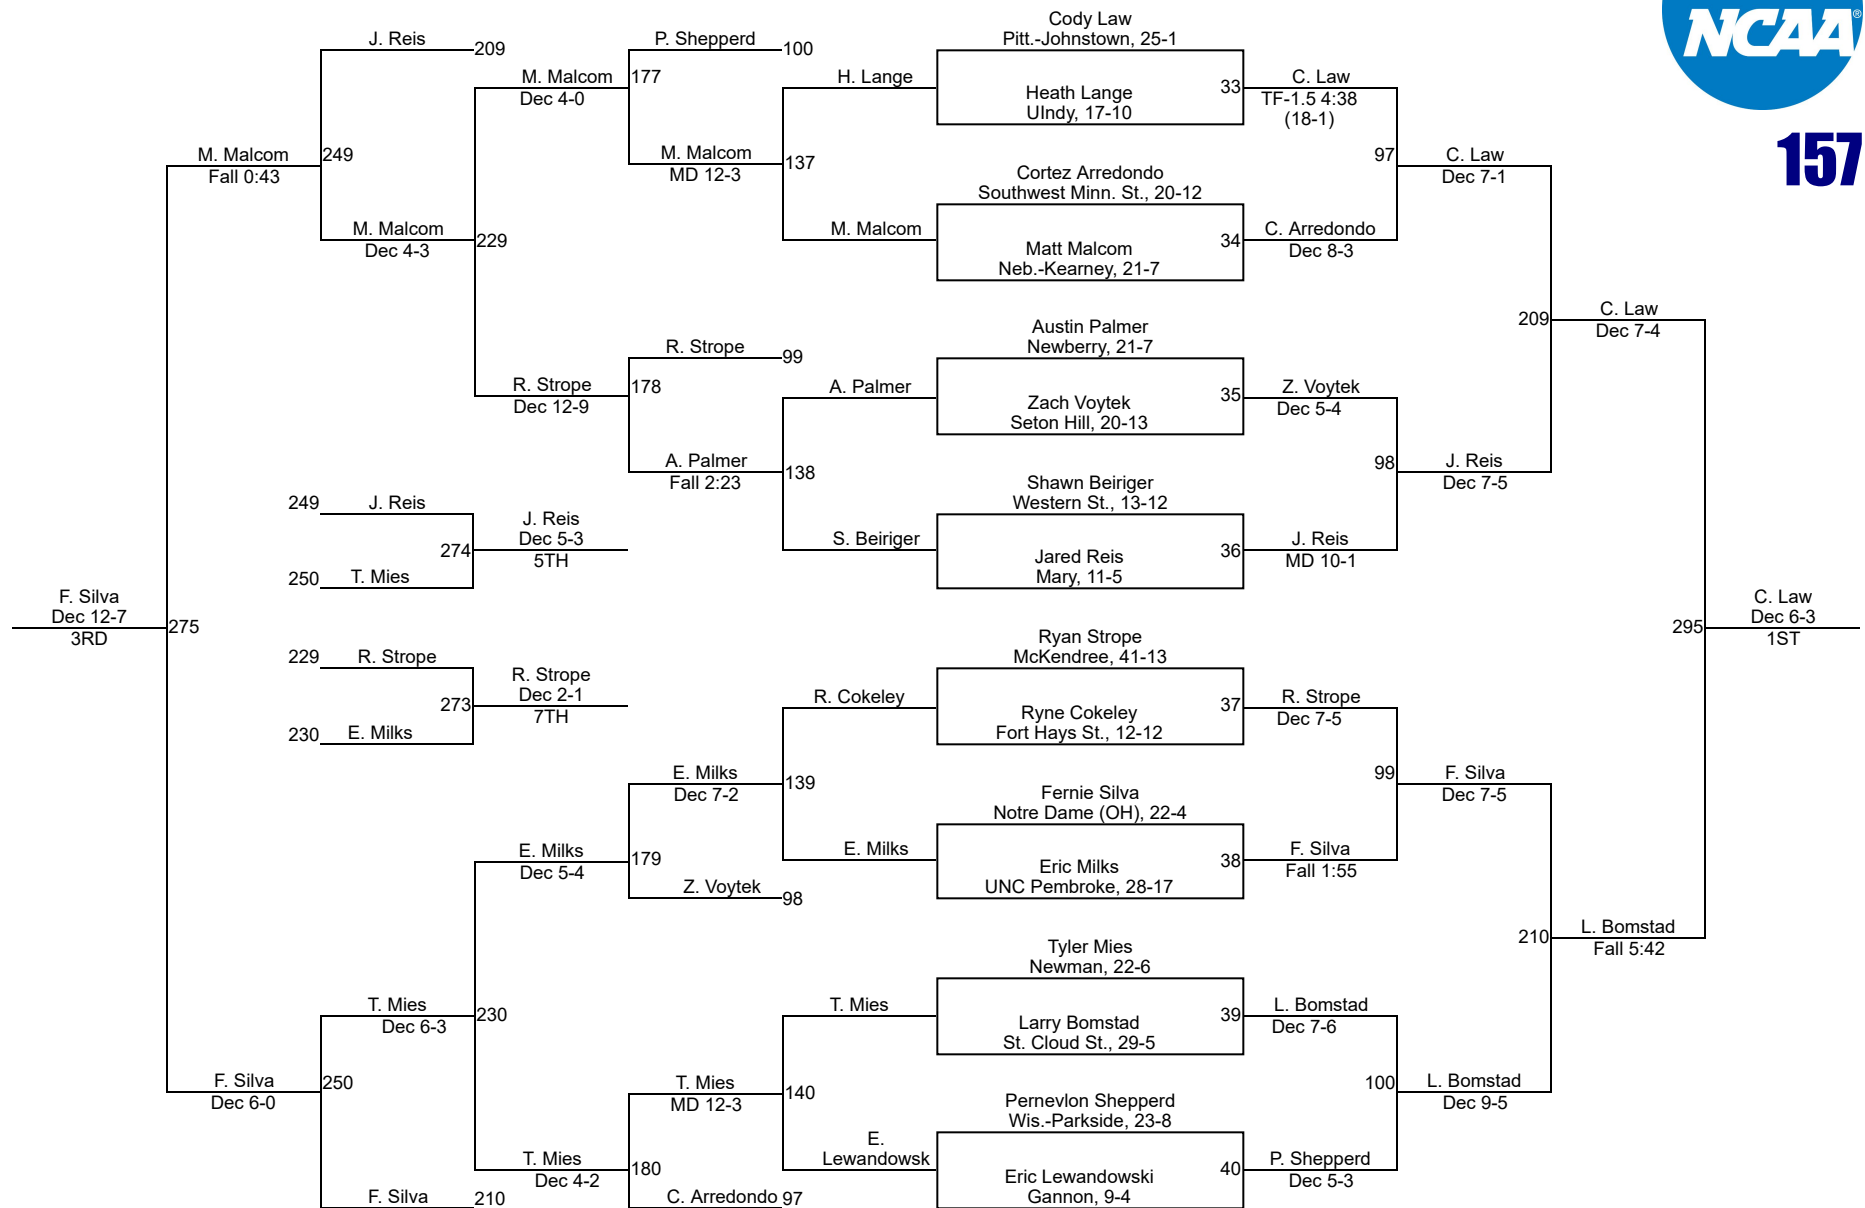 NCAA®
157
J. Reis
209
M. Malcom
Fall 0:43
249
M. Malcom
Dec 4-3
M. Malcom
Dec 4-0
229
R. Strope
Dec 12-9
P. Shepperd
100
177
M. Malcom
MD 12-3
R. Strope
99
178
A. Palmer
Fall 2:23
H. Lange
137
M. Malcom
A. Palmer
138
S. Beiriger
Cody Law
Pitt.-Johnstown, 25-1
Heath Lange
UIndy, 17-10
33
Cortez Arredondo
Southwest Minn. St., 20-12
Matt Malcom
Neb.-Kearney, 21-7
34
Austin Palmer
Newberry, 21-7
Zach Voytek
Seton Hill, 20-13
35
Shawn Beiriger
Western St., 13-12
Jared Reis
Mary, 11-5
36
C. Law
TF-1.5 4:38
(18-1)
97
C. Arredondo
Dec 8-3
Z. Voytek
Dec 5-4
98
J. Reis
MD 10-1
C. Law
Dec 7-1
209
J. Reis
Dec 7-5
C. Law
Dec 7-4
249
J. Reis
274
250
T. Mies
J. Reis
Dec 5-3
5TH
F. Silva
Dec 12-7
3RD
275
229
R. Strope
273
230
E. Milks
R. Strope
Dec 2-1
7TH
295
C. Law
Dec 6-3
1ST
R. Cokeley
139
E. Milks
E. Milks
Dec 7-2
E. Milks
Dec 5-4
179
Z. Voytek
98
Ryan Strope
McKendree, 41-13
Ryne Cokeley
Fort Hays St., 12-12
37
Fernie Silva
Notre Dame (OH), 22-4
Eric Milks
UNC Pembroke, 28-17
38
Tyler Mies
Newman, 22-6
Larry Bomstad
St. Cloud St., 29-5
39
Pernevlon Shepperd
Wis.-Parkside, 23-8
Eric Lewandowski
Gannon, 9-4
40
R. Strope
Dec 7-5
99
F. Silva
Fall 1:55
L. Bomstad
Dec 7-6
100
P. Shepperd
Dec 5-3
F. Silva
Dec 7-5
210
L. Bomstad
Dec 9-5
L. Bomstad
Fall 5:42
T. Mies
Dec 6-3
230
F. Silva
Dec 6-0
250
F. Silva
210
T. Mies
Dec 4-2
T. Mies
MD 12-3
180
C. Arredondo
97
T. Mies
140
E.
Lewandowsk